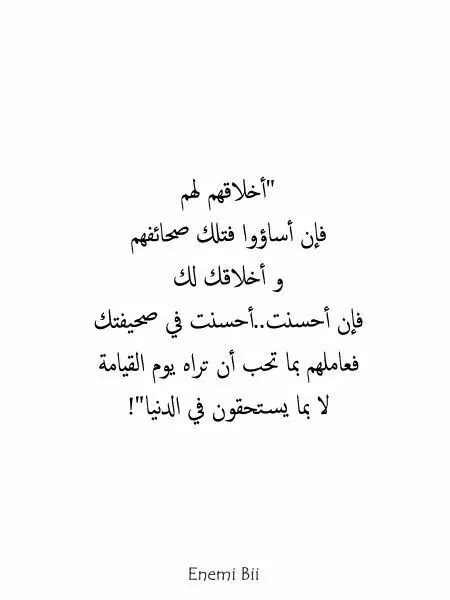 "أخلاقهم لهم
فإن أساؤوا فتلك صحائفهم
و أخلاقك لك
فإن أحسنت..أحسنت في صحيفتك
فعاملهم بما تحب أن تراه يوم القيامة
لا بما يستحقون في الدنيا"!
Enemi Bii